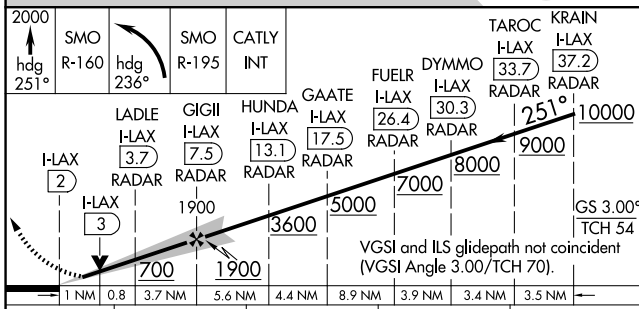 2000
hdg
251°
SMO
R-160
hdg
236°
SMO
R-195
CATLY
INT
I-LAX
2
I-LAX
3
LADLE
I-LAX
3.7
RADAR
GIGII
I-LAX
7.5
RADAR
1900
HUNDA
I-LAX
13.1
RADAR
GAATE
I-LAX
17.5
RADAR
FUELR
I-LAX
26.4
RADAR
DYMMO
I-LAX
30.3
RADAR
TAROC
I-LAX
33.7
RADAR
KRAIN
I-LAX
37.2
RADAR
251°
10000
9000
8000
7000
5000
3600
1900
700
GS 3.00°
TCH 54
VGSI and ILS glidepath not coincident
(VGSI Angle 3.00/TCH 70).
1 NM 0.8 3.7 NM 5.6 NM 4.4 NM 8.9 NM 3.9 NM 3.4 NM 3.5 NM